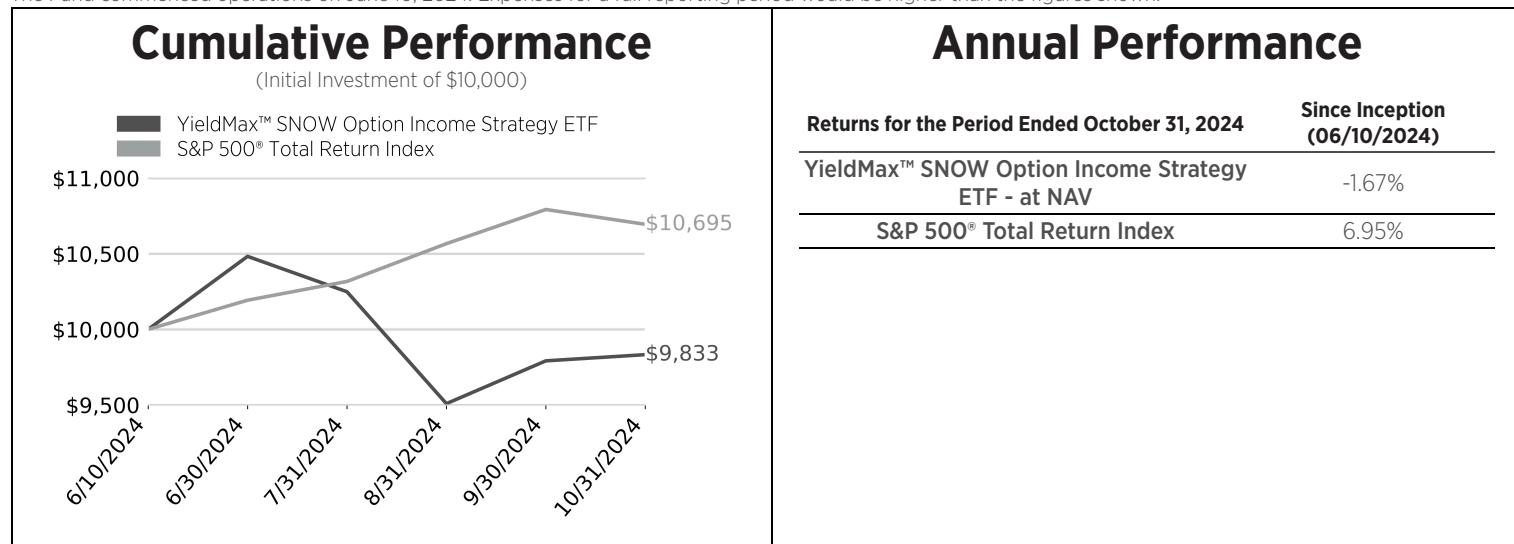 Cumulative Performance
(Initial Investment of $10,000)
YieldMax™ SNOW Option Income Strategy ETF
S&P 500® Total Return Index
$11,000
$10,500
$10,000
$9,500
$10,695
$9,833
6/10/2024
6/30/2024
7/31/2024
8/31/2024
9/30/2024
10/31/2024
Annual Performance
Returns for the Period Ended October 31, 2024
Since Inception
(06/10/2024)
YieldMax™ SNOW Option Income Strategy
ETF - at NAV
-1.67%
S&P 500® Total Return Index
6.95%